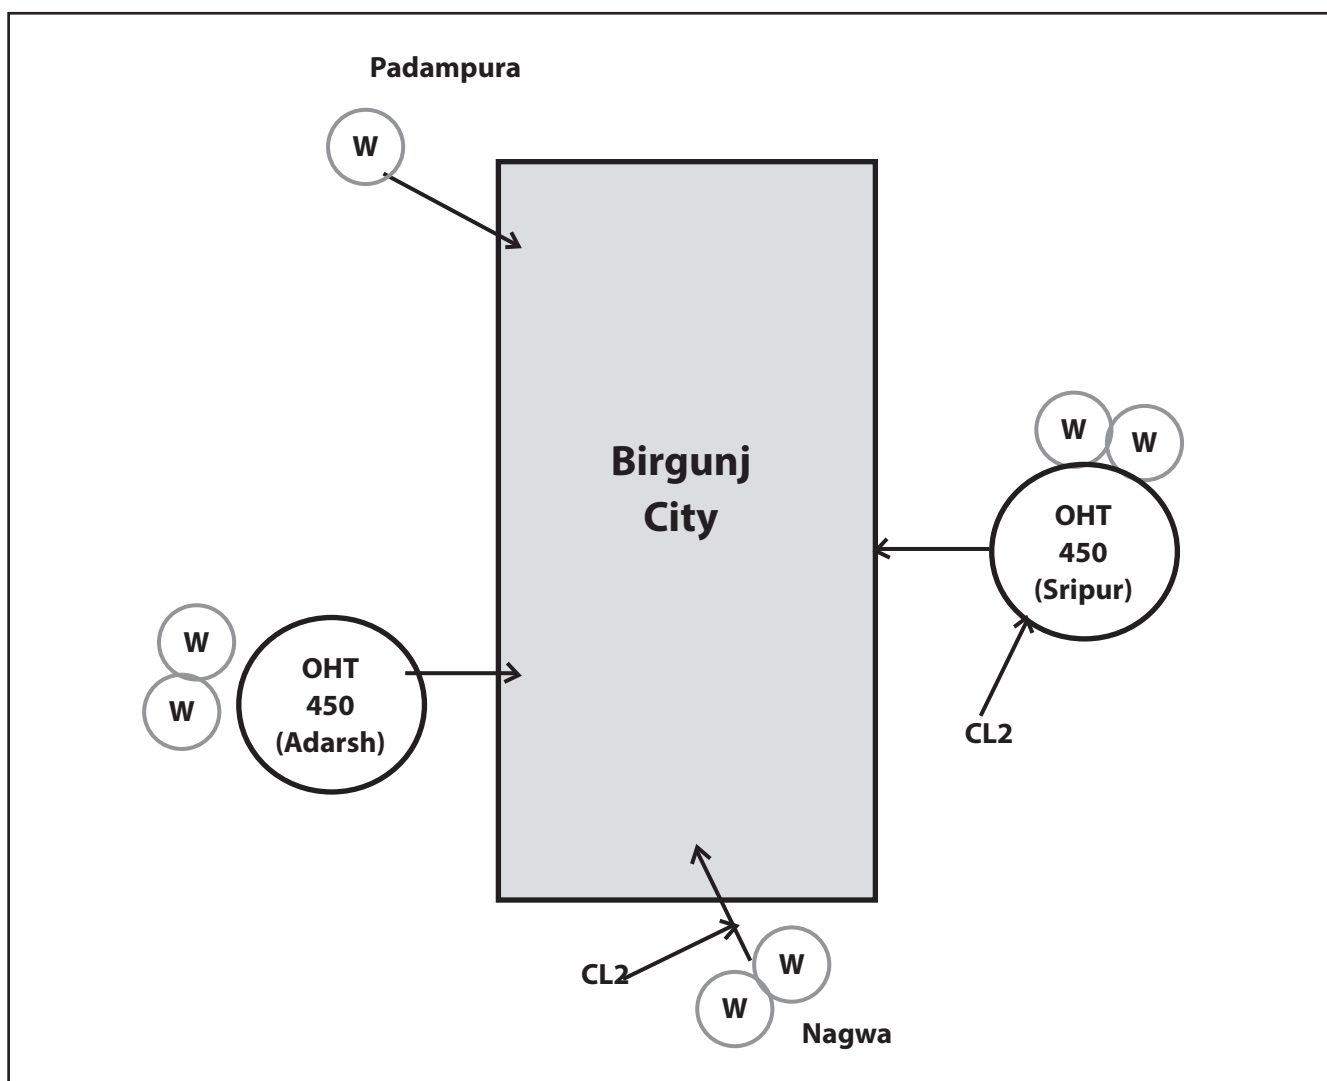 Padampura
W
Birgunj
City
W
W
OHT
450
(Sripur)
CL2
W
W
OHT
450
(Adarsh)
CL2
W
W
Nagwa